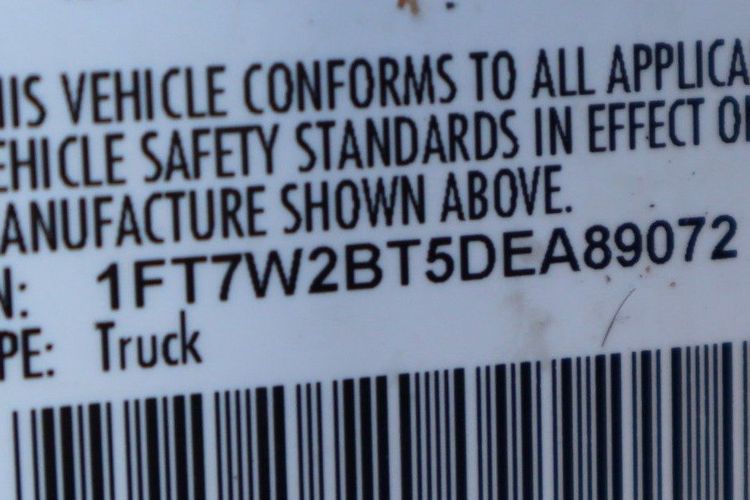 HIS VEHICLE CONFORMS TO ALL APPLICA
EHICLE SAFETY STANDARDS IN EFFECT O
ANUFACTURE SHOWN ABOVE.
N: 1FT7W2BT5DEA89072
PE: Truck